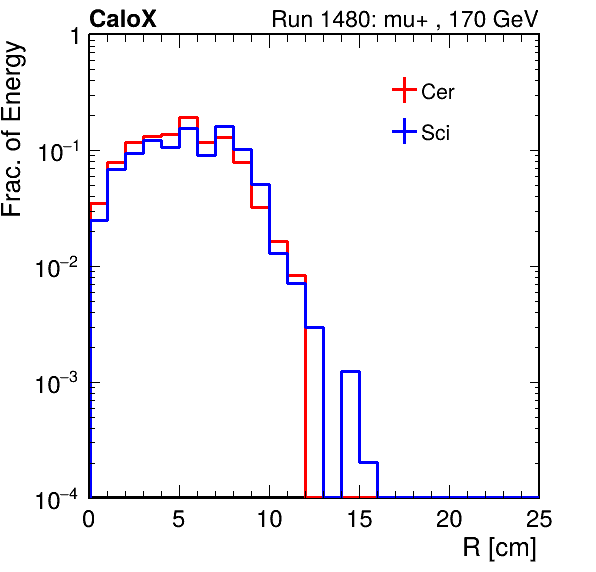 CaloX Run 1480: mu+ , 170 GeV
Frac. of Energy
1
10⁻¹
10⁻²
10⁻³
10⁻⁴
Cer
Sci
0 5 10 15 20 25
R [cm]